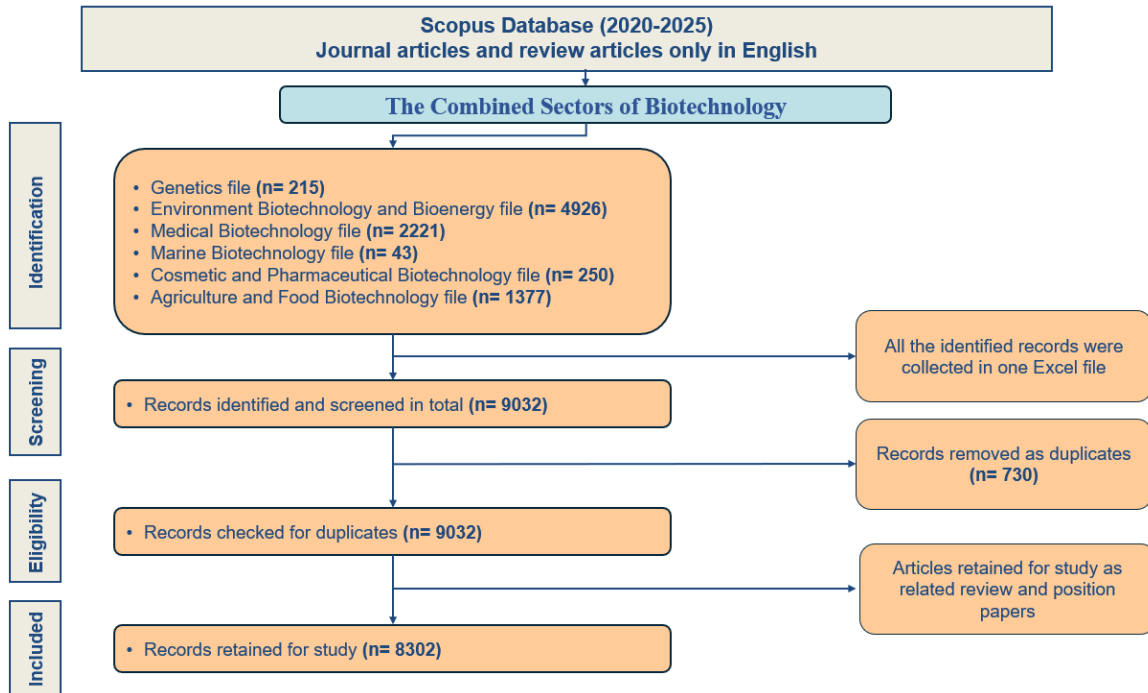 Scopus Database (2020-2025)
Journal articles and review articles only in English
The Combined Sectors of Biotechnology
Identification
• Genetics file (n= 215)
• Environment Biotechnology and Bioenergy file (n= 4926)
• Medical Biotechnology file (n= 2221)
• Marine Biotechnology file (n= 43)
• Cosmetic and Pharmaceutical Biotechnology file (n= 250)
• Agriculture and Food Biotechnology file (n= 1377)
All the identified records were
collected in one Excel file
Screening
• Records identified and screened in total (n= 9032)
Records removed as duplicates
(n= 730)
Eligibility
• Records checked for duplicates (n= 9032)
Articles retained for study as
related review and position
papers
Included
• Records retained for study (n= 8302)